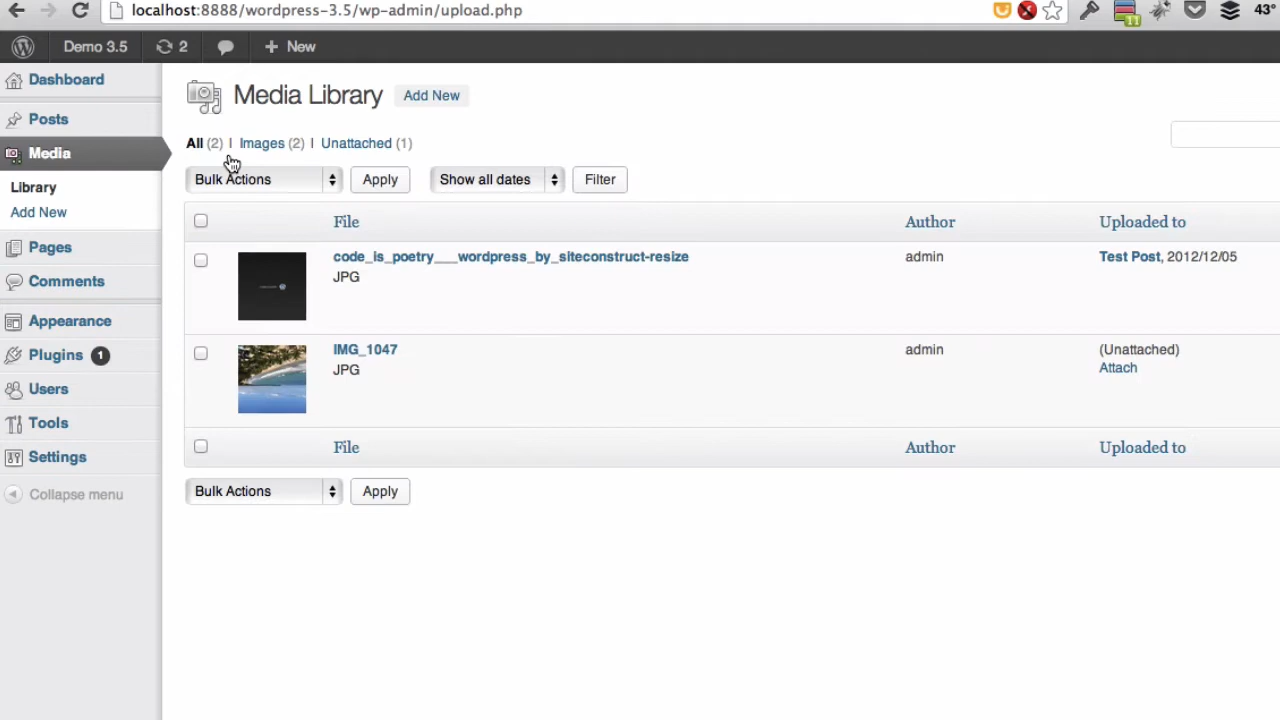 localhost:8888/wordpress-3.5/wp-admin/upload.php
11
43°
Demo 3.5
2
+ New
Dashboard
Posts
Media
Library
Add New
Pages
Comments
Appearance
Plugins 1
Users
Tools
Settings
Collapse menu
Media Library Add New
All (2) | Images (2) | Unattached (1)
Bulk Actions Apply Show all dates Filter
File Author Uploaded to
code_is_poetry___wordpress_by_siteconstruct-resize admin Test Post, 2012/12/05
JPG
IMG_1047 admin (Unattached)
JPG Attach
File Author Uploaded to
Bulk Actions Apply